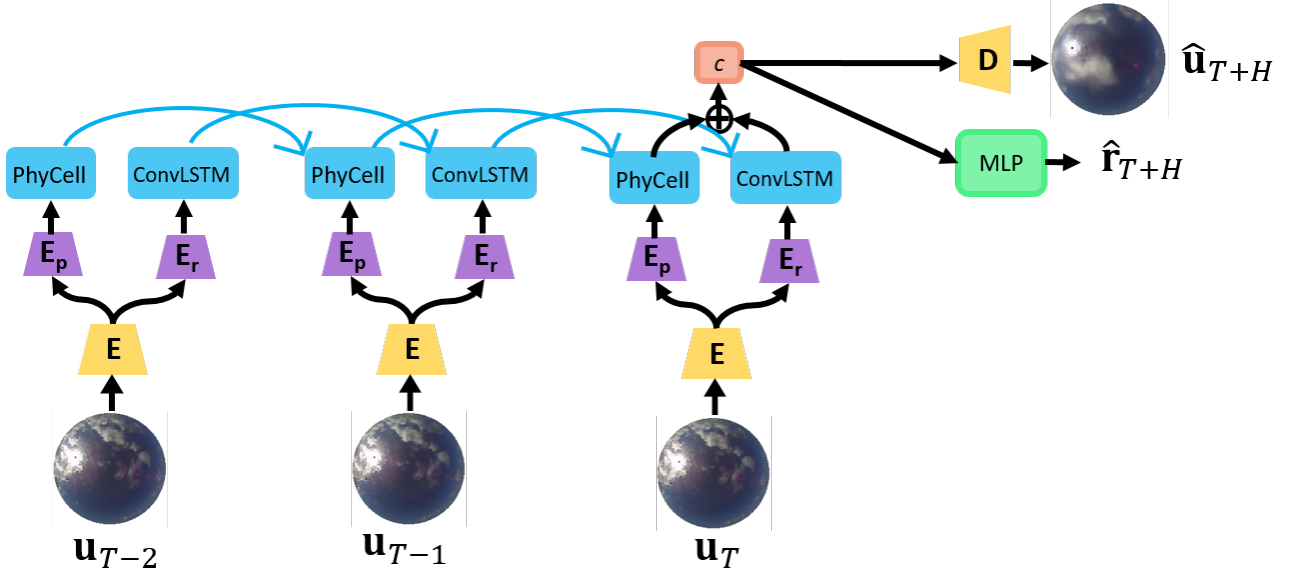 c
D
û_{T+H}
PhyCell ConvLSTM PhyCell ConvLSTM PhyCell ConvLSTM
MLP
r̂_{T+H}
E_p E_r E_p E_r E_p E_r
E E E
u_{T−2} u_{T−1} u_T